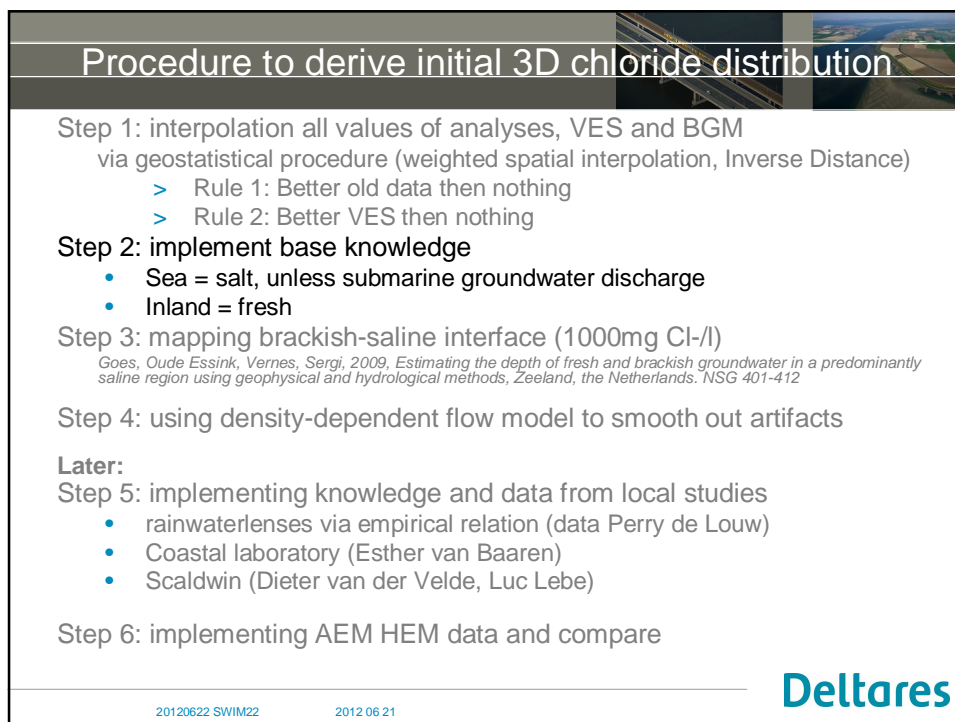 Procedure to derive initial 3D chloride distribution
Step 1: interpolation all values of analyses, VES and BGM
via geostatistical procedure (weighted spatial interpolation, Inverse Distance)
> Rule 1: Better old data then nothing
> Rule 2: Better VES then nothing
Step 2: implement base knowledge
• Sea = salt, unless submarine groundwater discharge
• Inland = fresh
Step 3: mapping brackish-saline interface (1000mg Cl-/l)
Goes, Oude Essink, Vernes, Sergi, 2009, Estimating the depth of fresh and brackish groundwater in a predominantly
saline region using geophysical and hydrological methods, Zeeland, the Netherlands. NSG 401-412
Step 4: using density-dependent flow model to smooth out artifacts
Later:
Step 5: implementing knowledge and data from local studies
• rainwaterlenses via empirical relation (data Perry de Louw)
• Coastal laboratory (Esther van Baaren)
• Scaldwin (Dieter van der Velde, Luc Lebe)
Step 6: implementing AEM HEM data and compare
Deltares
20120622 SWIM22 2012 06 21